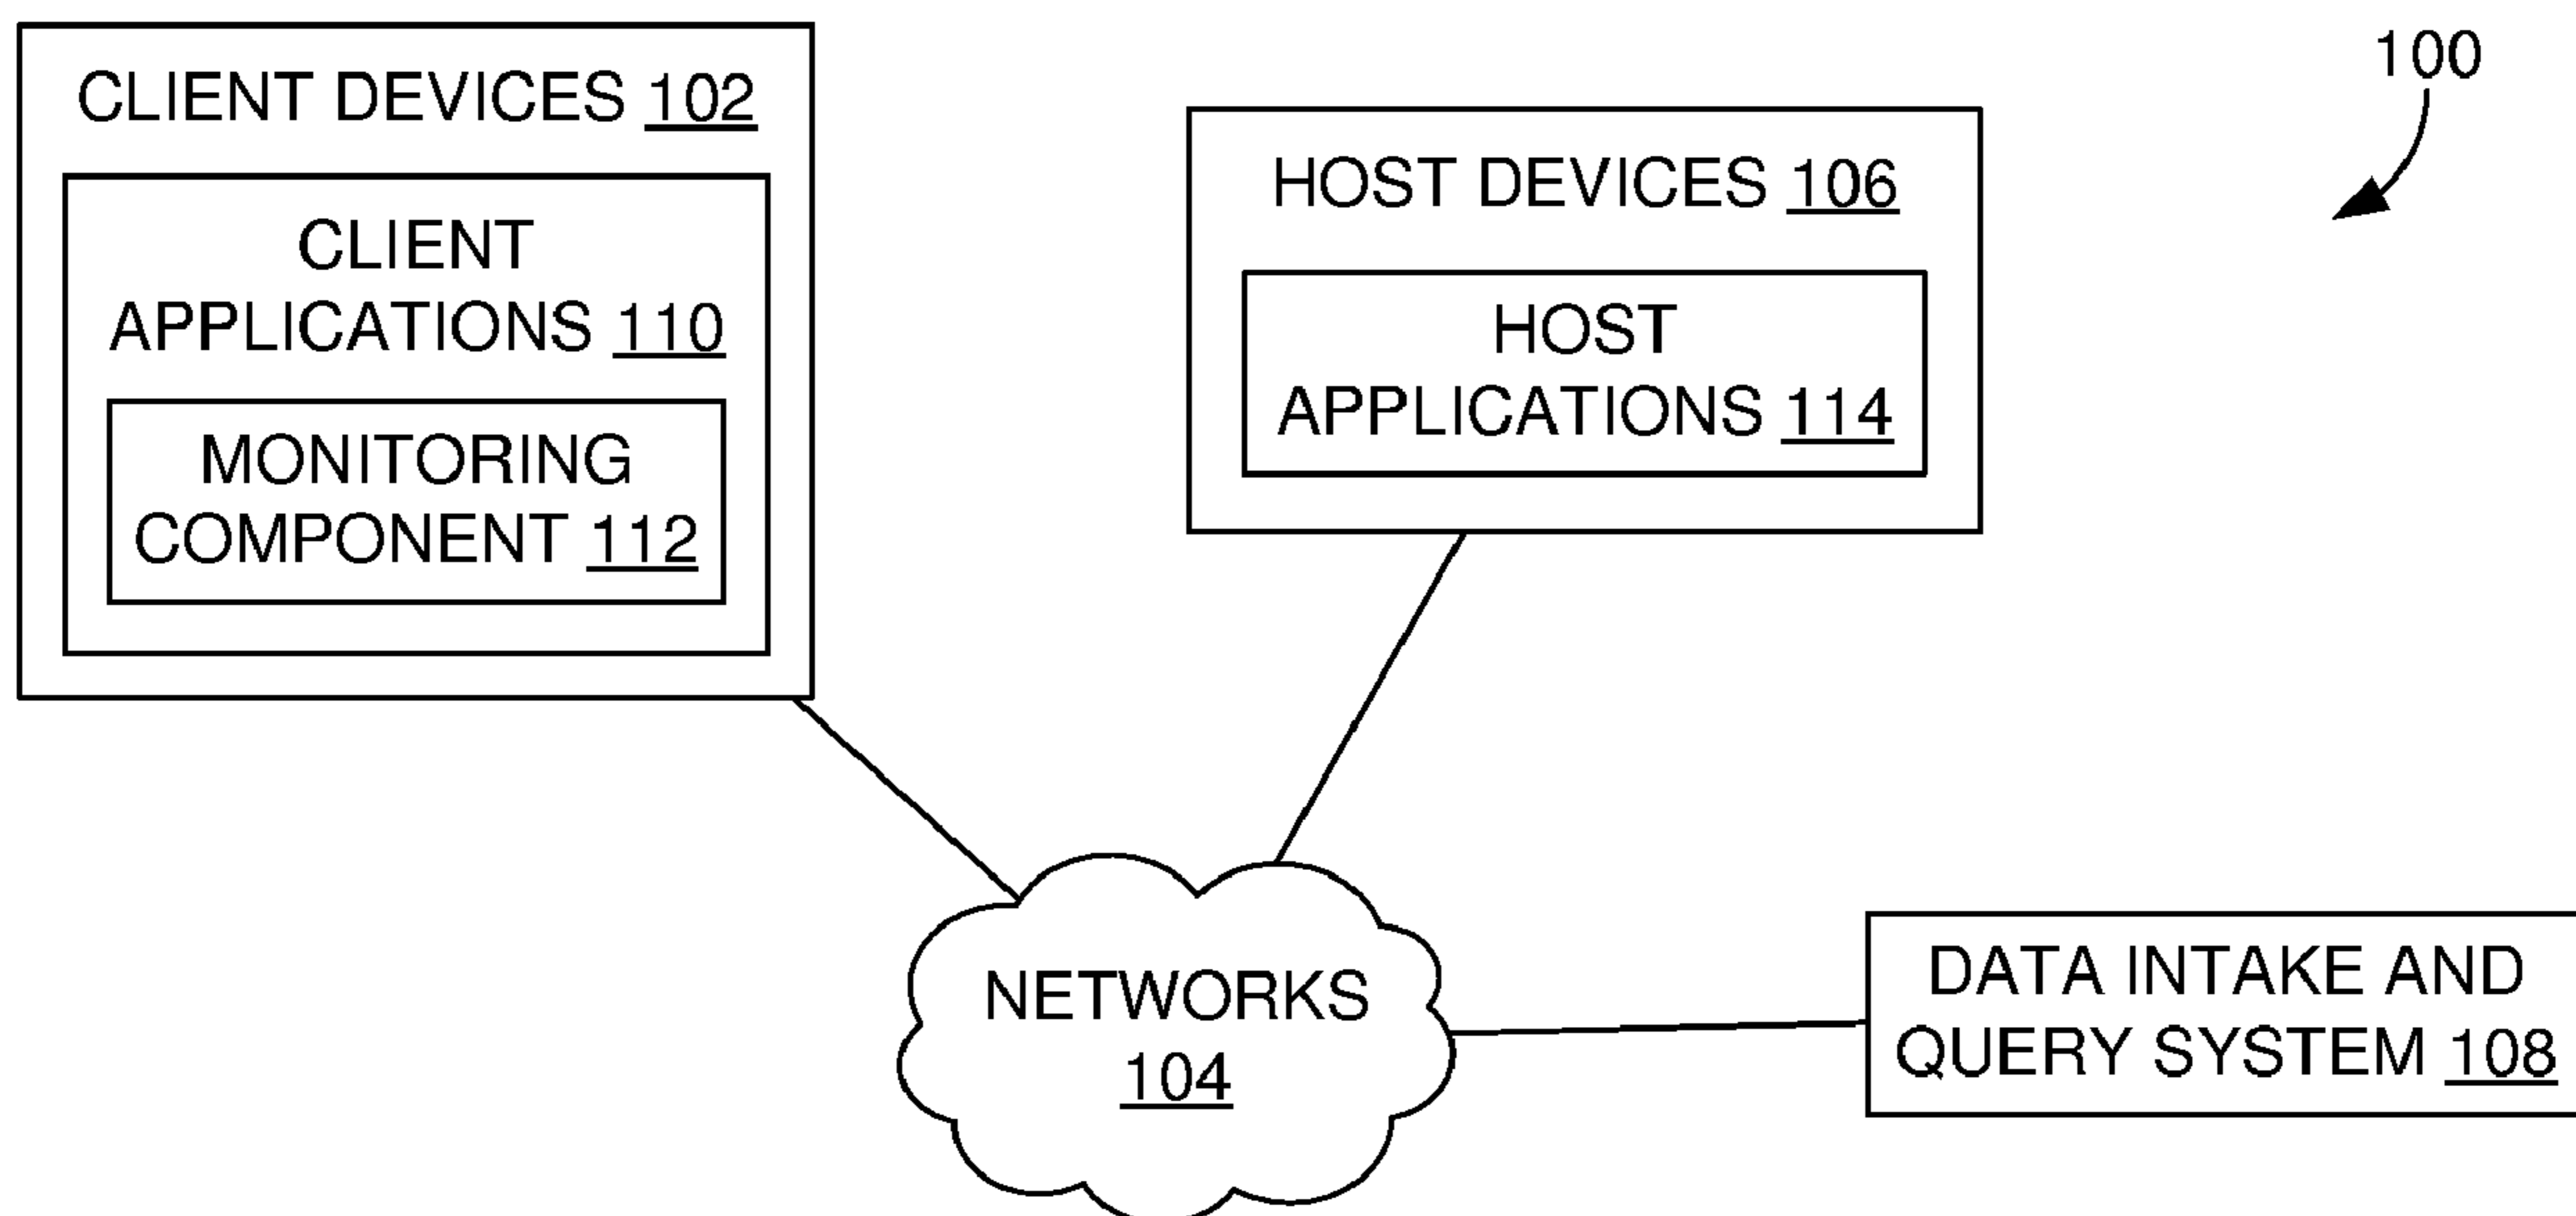 100
CLIENT DEVICES 102
CLIENT
APPLICATIONS 110
MONITORING
COMPONENT 112
HOST DEVICES 106
HOST
APPLICATIONS 114
NETWORKS
104
DATA INTAKE AND
QUERY SYSTEM 108